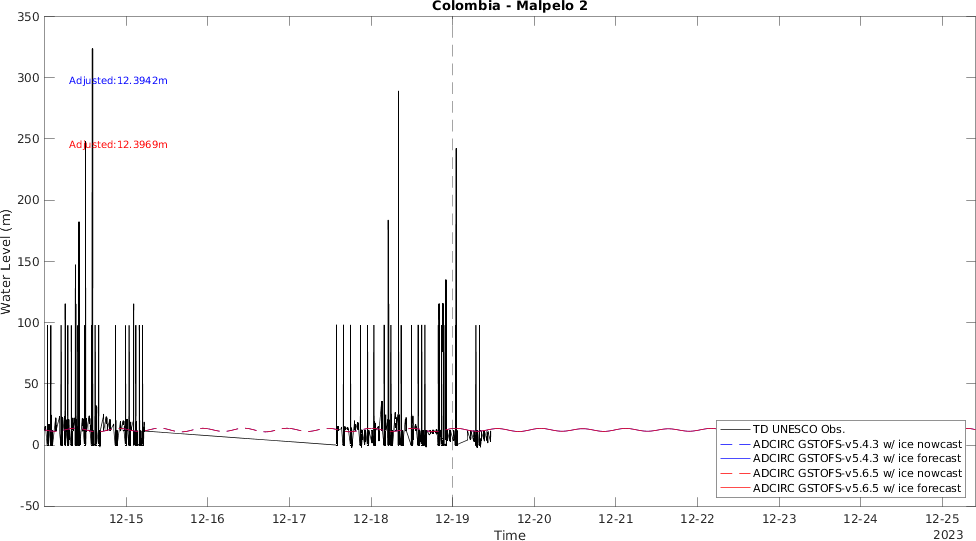 Colombia - Malpelo 2
350
300
250
200
150
100
50
0
-50
Water Level (m)
Adjusted:12.3942m
Adjusted:12.3969m
TD UNESCO Obs.
ADCIRC GSTOFS-v5.4.3 w/ ice nowcast
ADCIRC GSTOFS-v5.4.3 w/ ice forecast
ADCIRC GSTOFS-v5.6.5 w/ ice nowcast
ADCIRC GSTOFS-v5.6.5 w/ ice forecast
12-15 12-16 12-17 12-18 12-19 12-20 12-21 12-22 12-23 12-24 12-25
2023
Time